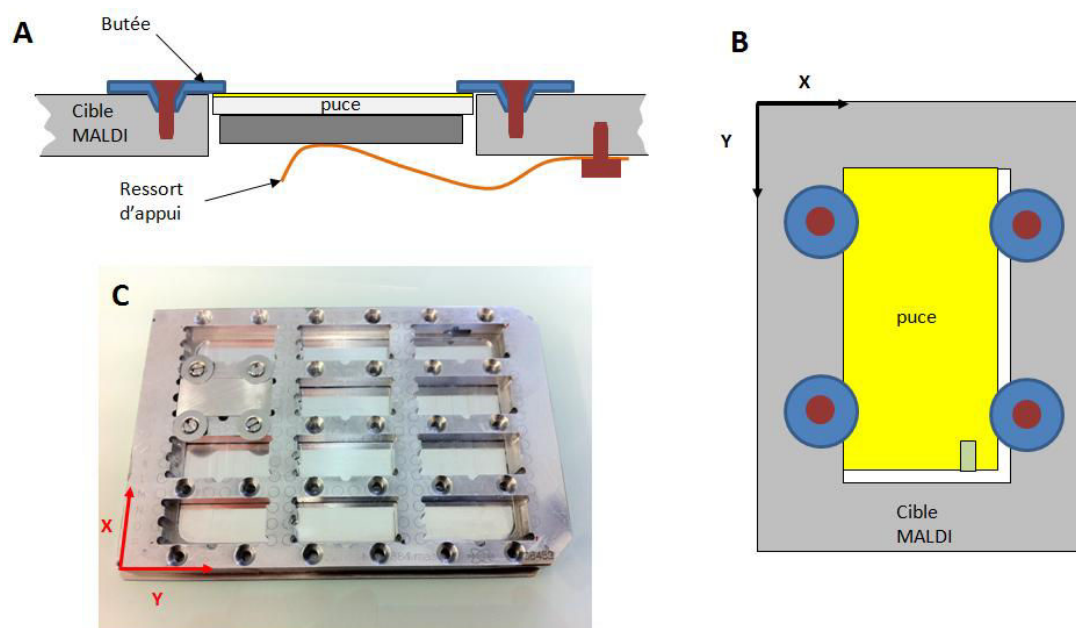 A
Butée
puce
Cible
MALDI
Ressort
d'appui
B
X
Y
puce
Cible
MALDI
C
X
Y